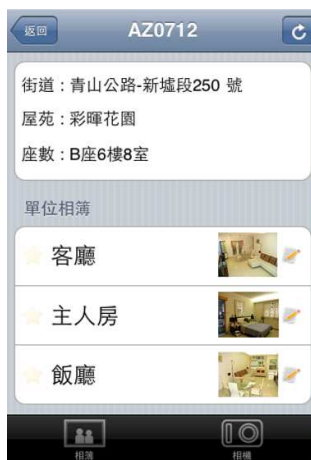 返回
AZ0712
街道：青山公路-新墟段250 號
屋苑：彩暉花園
座數：B座6樓8室
單位相簿
客廳
主人房
飯廳
相簿
相機